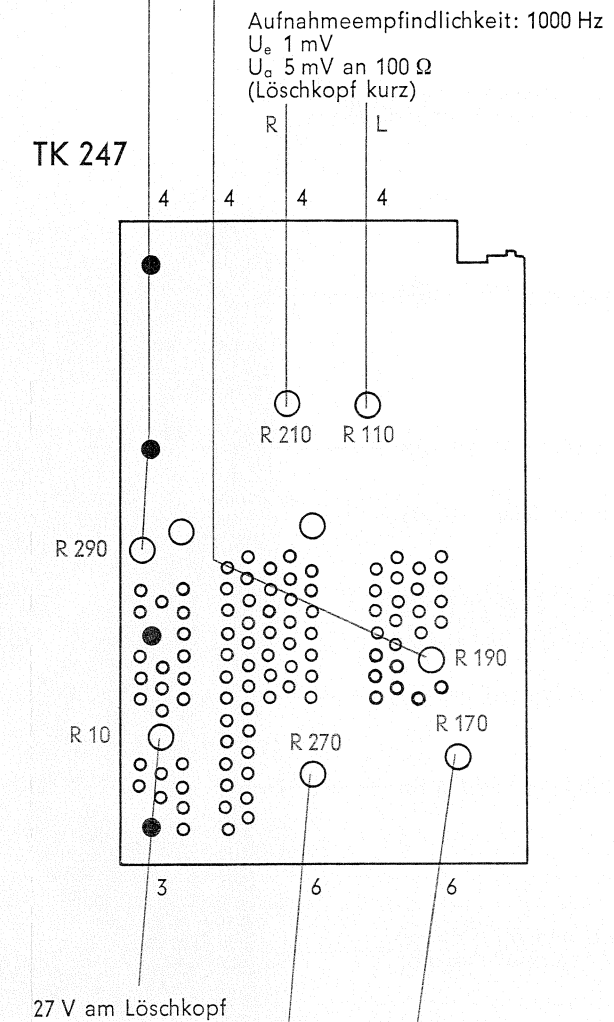 Aufnahmeempfindlichkeit: 1000 Hz
Uₑ 1 mV
Uₐ 5 mV an 100 Ω
(Löschkopf kurz)
R L
TK 247
4 4 4 4
R 210 R 110
R 290
R 190
R 170
R 10 R 270
3 6 6
27 V am Löschkopf